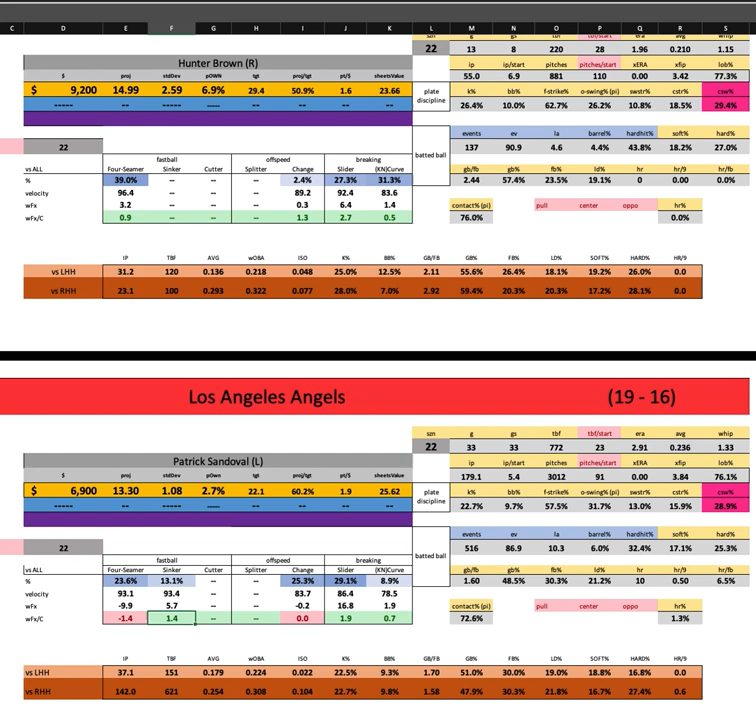 C D E F G H I J K L M N O P Q R S
szn g gs tbf tbf/start era avg whip
22 13 8 220 28 1.96 0.210 1.15
Hunter Brown (R) ip ip/start pitches pitches/start xERA xfip lob%
55.0 6.9 881 110 0.00 3.42 77.3%
$ proj stdDev pOWN tgt proj/tgt pt/$ sheetsValue
$ 9,200 14.99 2.59 6.9% 29.4 50.9% 1.6 23.66 plate discipline k% bb% f-strike% o-swing% (pi) swstr% cstr% csw%
----- -- -- ___ -- -- -- -- 26.4% 10.0% 62.7% 26.2% 10.8% 18.5% 29.4%
events ev la barrel% hardhit% soft% hard%
22 batted ball 137 90.9 4.6 4.4% 43.8% 18.2% 27.0%
fastball offspeed breaking
vs ALL Four-Seamer Sinker Cutter Splitter Change Slider (KN)Curve gb/fb gb% fb% ld% hr hr/9 hr/fb
% 39.0% -- -- -- 2.4% 27.3% 31.3% 2.44 57.4% 23.5% 19.1% 0 0.00 0.0%
velocity 96.4 -- -- -- 89.2 92.4 83.6
wFx 3.2 -- -- -- 0.3 6.4 1.4 contact% (pi) pull center oppo hr%
wFx/C 0.9 -- -- -- 1.3 2.7 0.5 76.0% 0.0%
IP TBF AVG wOBA ISO K% BB% GB/FB GB% FB% LD% SOFT% HARD% HR/9
vs LHH 31.2 120 0.136 0.218 0.048 25.0% 12.5% 2.11 55.6% 26.4% 18.1% 19.2% 26.0% 0.0
vs RHH 23.1 100 0.293 0.322 0.077 28.0% 7.0% 2.92 59.4% 20.3% 20.3% 17.2% 28.1% 0.0
Los Angeles Angels (19 - 16)
szn g gs tbf tbf/start era avg whip
22 33 33 772 23 2.91 0.236 1.33
Patrick Sandoval (L) ip ip/start pitches pitches/start xERA xfip lob%
$ proj stdDev pOwn tgt proj/tgt pt/$ sheetsValue 179.1 5.4 3012 91 0.00 3.84 76.1%
$ 6,900 13.30 1.08 2.7% 22.1 60.2% 1.9 25.62 plate discipline k% bb% f-strike% o-swing% (pi) swstr% cstr% csw%
----- -- -- ___ -- -- -- -- 22.7% 9.7% 57.5% 31.7% 13.0% 15.9% 28.9%
events ev la barrel% hardhit% soft% hard%
22 batted ball 516 86.9 10.3 6.0% 32.4% 17.1% 25.3%
fastball offspeed breaking
vs ALL Four-Seamer Sinker Cutter Splitter Change Slider (KN)Curve gb/fb gb% fb% ld% hr hr/9 hr/fb
% 23.6% 13.1% -- -- 25.3% 29.1% 8.9% 1.60 48.5% 30.3% 21.2% 10 0.50 6.5%
velocity 93.1 93.4 -- -- 83.7 86.4 78.5
wFx -9.9 5.7 -- -- -0.2 16.8 1.9 contact% (pi) pull center oppo hr%
wFx/C -1.4 1.4 -- -- 0.0 1.9 0.7 72.6% 1.3%
IP TBF AVG wOBA ISO K% BB% GB/FB GB% FB% LD% SOFT% HARD% HR/9
vs LHH 37.1 151 0.179 0.224 0.022 22.5% 9.3% 1.70 51.0% 30.0% 19.0% 18.8% 16.8% 0.0
vs RHH 142.0 621 0.254 0.308 0.104 22.7% 9.8% 1.58 47.9% 30.3% 21.8% 16.7% 27.4% 0.6